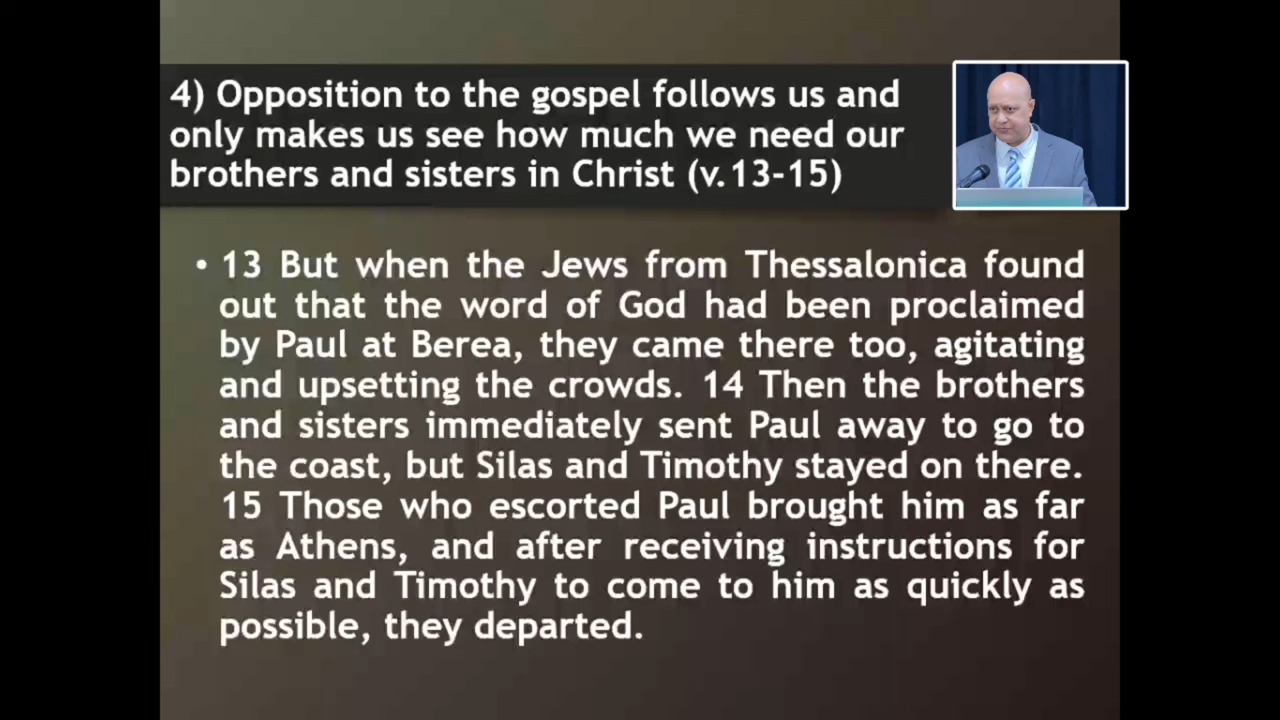 4) Opposition to the gospel follows us and
only makes us see how much we need our
brothers and sisters in Christ (v.13-15)
• 13 But when the Jews from Thessalonica found
out that the word of God had been proclaimed
by Paul at Berea, they came there too, agitating
and upsetting the crowds. 14 Then the brothers
and sisters immediately sent Paul away to go to
the coast, but Silas and Timothy stayed on there.
15 Those who escorted Paul brought him as far
as Athens, and after receiving instructions for
Silas and Timothy to come to him as quickly as
possible, they departed.